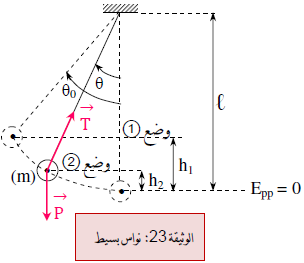 θ₀
θ
ℓ
T
وضع ①
وضع ②
(m)
h₁
h₂
P
Eₚₚ = 0
الوثيقة 23: نواس بسيط